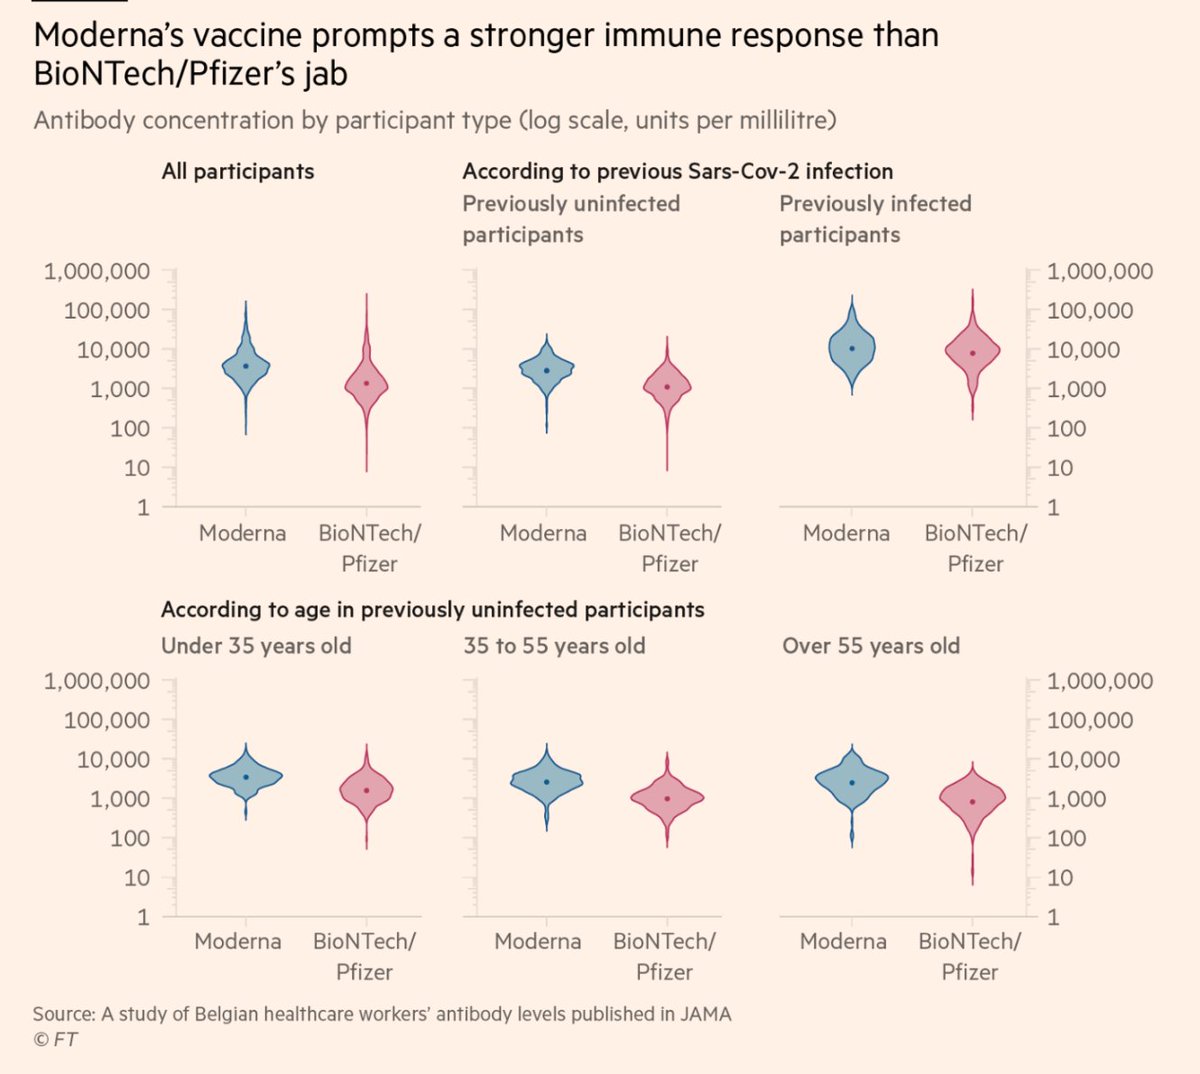 Moderna’s vaccine prompts a stronger immune response than
BioNTech/Pfizer’s jab
Antibody concentration by participant type (log scale, units per millilitre)
All participants
According to previous Sars-Cov-2 infection
Previously uninfected
participants
Previously infected
participants
1,000,000
100,000
10,000
1,000
100
10
1
1,000,000
100,000
10,000
1,000
100
10
1
Moderna
BioNTech/
Pfizer
Moderna
BioNTech/
Pfizer
Moderna
BioNTech/
Pfizer
According to age in previously uninfected participants
Under 35 years old
35 to 55 years old
Over 55 years old
1,000,000
100,000
10,000
1,000
100
10
1
1,000,000
100,000
10,000
1,000
100
10
1
Moderna
BioNTech/
Pfizer
Moderna
BioNTech/
Pfizer
Moderna
BioNTech/
Pfizer
Source: A study of Belgian healthcare workers’ antibody levels published in JAMA
© FT